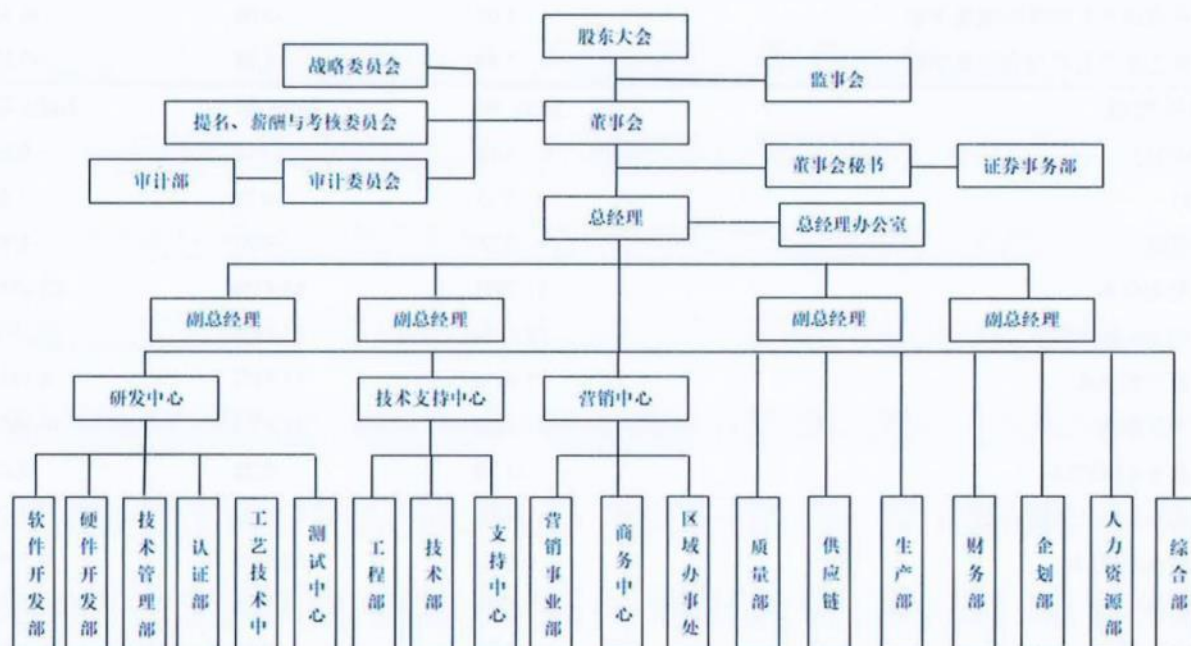 股东大会
战略委员会
监事会
提名、薪酬与考核委员会
董事会
审计部
审计委员会
董事会秘书
证券事务部
总经理
总经理办公室
副总经理
副总经理
副总经理
副总经理
研发中心
技术支持中心
营销中心
软件开发部
硬件开发部
技术管理部
认证部
工艺技术中
测试中心
工程部
技术部
支持中心
营销事业部
商务中心
区域办事处
质量部
供应链
生产部
财务部
企划部
人力资源部
综合部